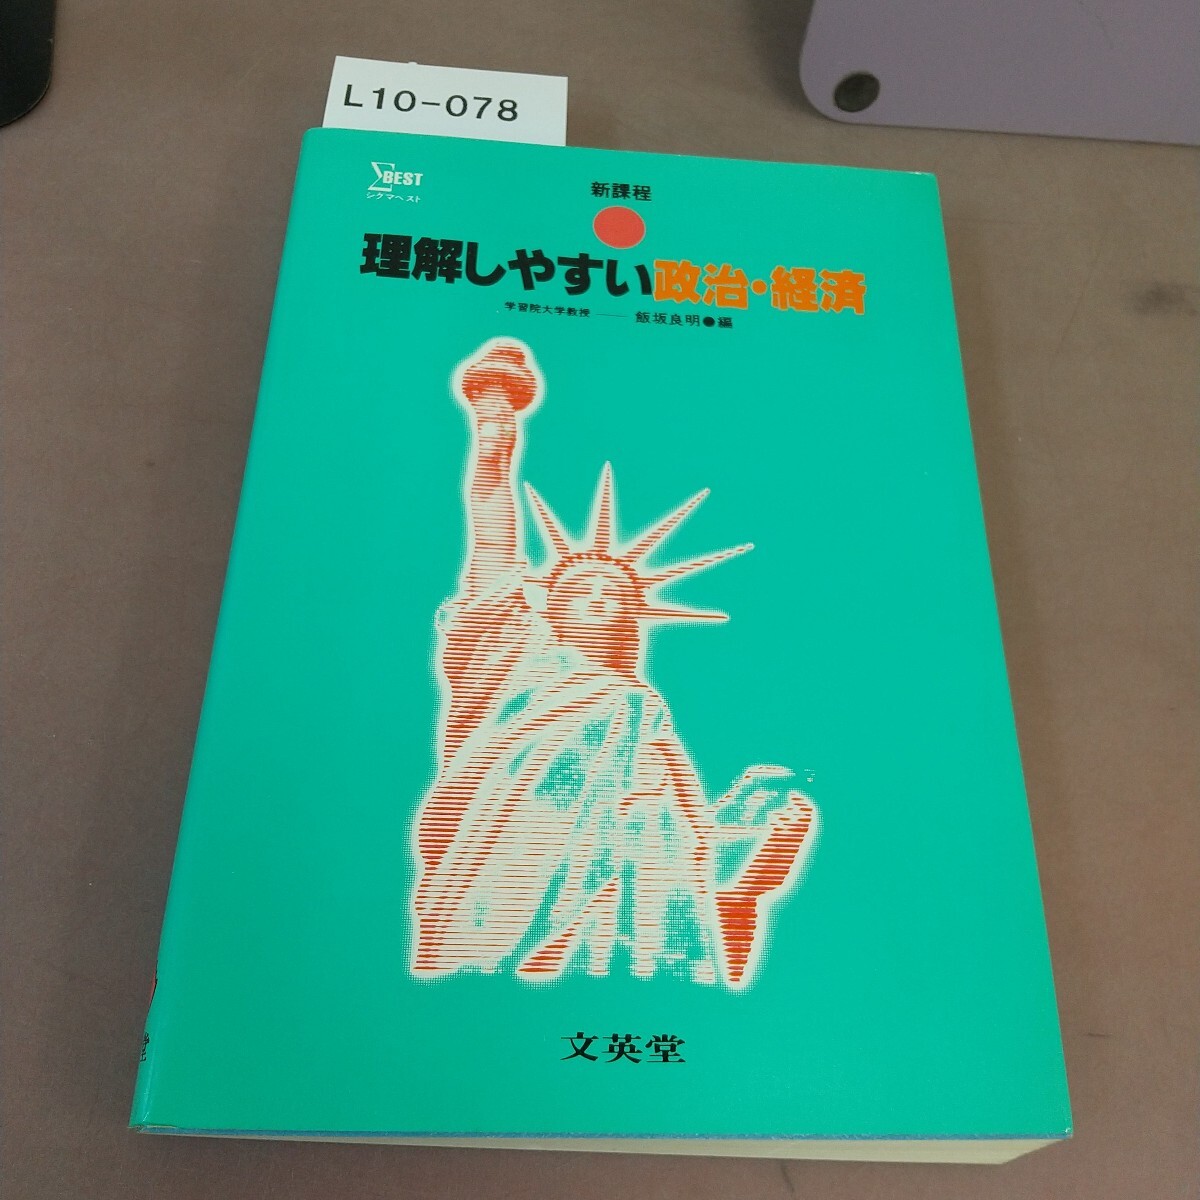 L10-078
ΣBEST
シグマベスト
新課程
理解しやすい政治・経済
学習院大学教授 —— 飯坂良明●編
文英堂
堂